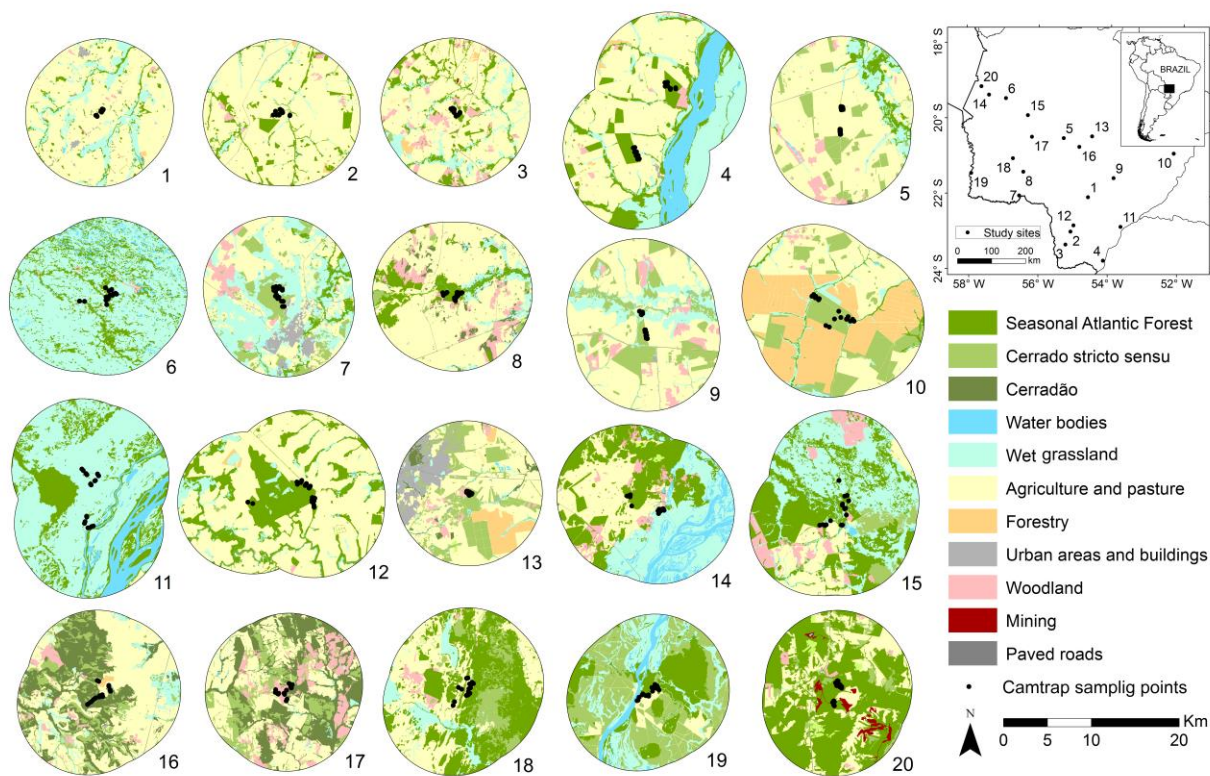 1
2
3
4
5
6
7
8
9
10
11
12
13
14
15
16
17
18
19
20
18° S
20° S
22° S
24° S
58° W
56° W
54° W
52° W
BRAZIL
20
14
6
15
17
5
16
13
10
18
8
19
7
9
1
12
2
3
4
11
Study sites
0 100 200
km
Seasonal Atlantic Forest
Cerrado stricto sensu
Cerradão
Water bodies
Wet grassland
Agriculture and pasture
Forestry
Urban areas and buildings
Woodland
Mining
Paved roads
Camtrap samplig points
N
Km
0 5 10 20